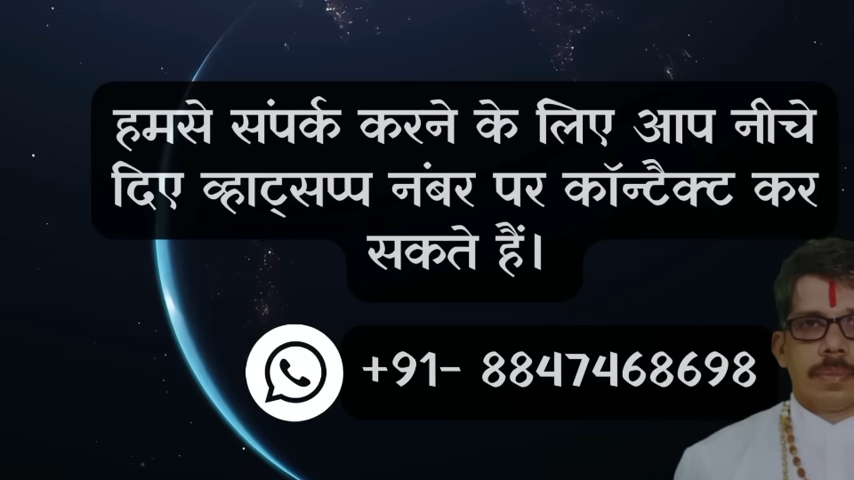 हमसे संपर्क करने के लिए आप नीचे
दिए व्हाट्सप्प नंबर पर कॉन्टैक्ट कर
सकते हैं।
+91- 8847468698